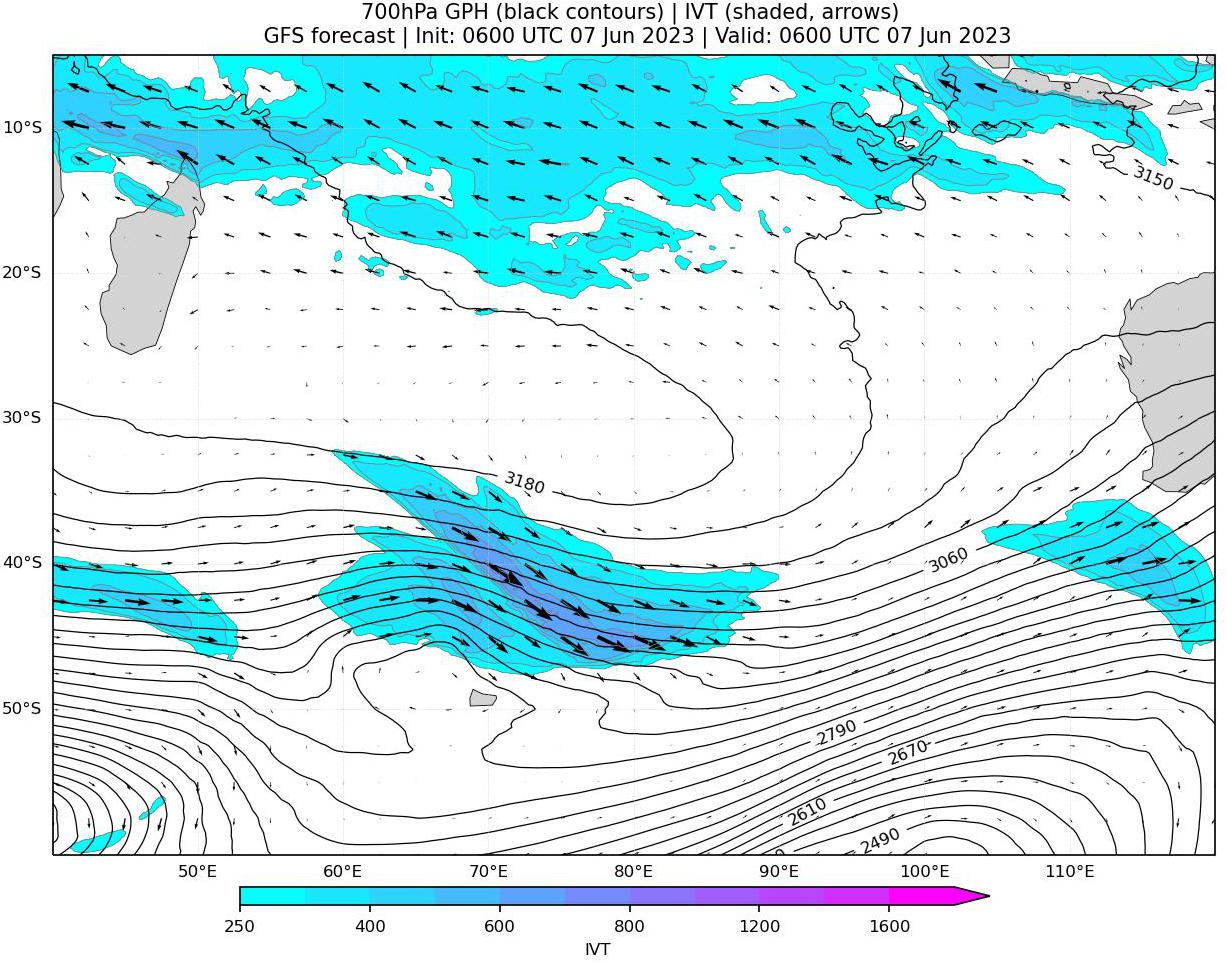 700hPa GPH (black contours) | IVT (shaded, arrows)
GFS forecast | Init: 0600 UTC 07 Jun 2023 | Valid: 0600 UTC 07 Jun 2023
10°S
3150
20°S
30°S
3180
40°S
3060
50°S
2790
2670
2610
2490
50°E 60°E 70°E 80°E 90°E 100°E 110°E
250 400 600 800 1200 1600
IVT